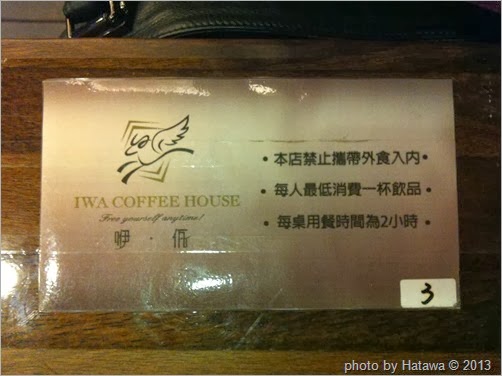 IWA COFFEE HOUSE
Free yourself anytime!
• 本店禁止攜帶外食入內•
• 每人最低消費一杯飲品•
• 每桌用餐時間為2小時 •
3
photo by Hatawa © 2013